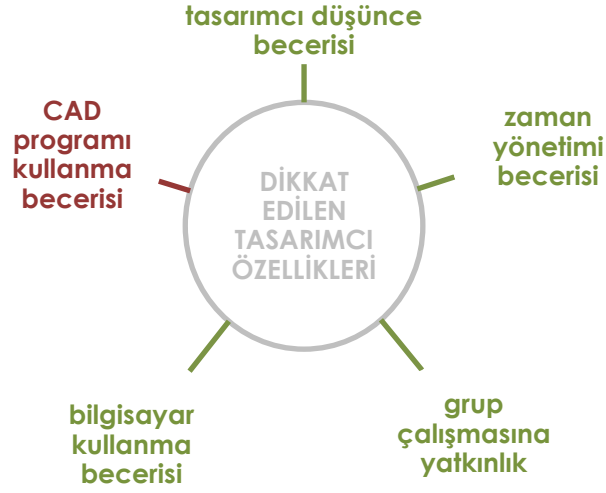 tasarımcı düşünce
becerisi
CAD
programı
kullanma
becerisi
zaman
yönetimi
becerisi
DİKKAT
EDİLEN
TASARIMCI
ÖZELLİKLERİ
bilgisayar
kullanma
becerisi
grup
çalışmasına
yatkınlık